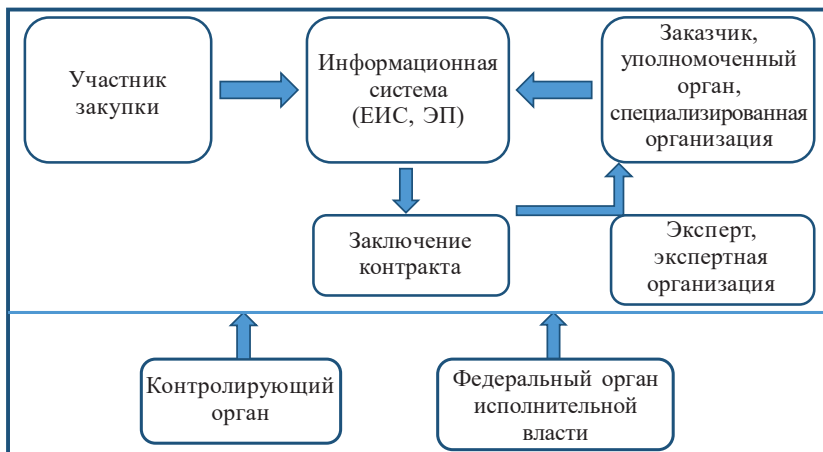 Участник
закупки
Информационная
система
(ЕИС, ЭП)
Заказчик,
уполномоченный
орган,
специализированная
организация
Заключение
контракта
Эксперт,
экспертная
организация
Контролирующий
орган
Федеральный орган
исполнительной
власти